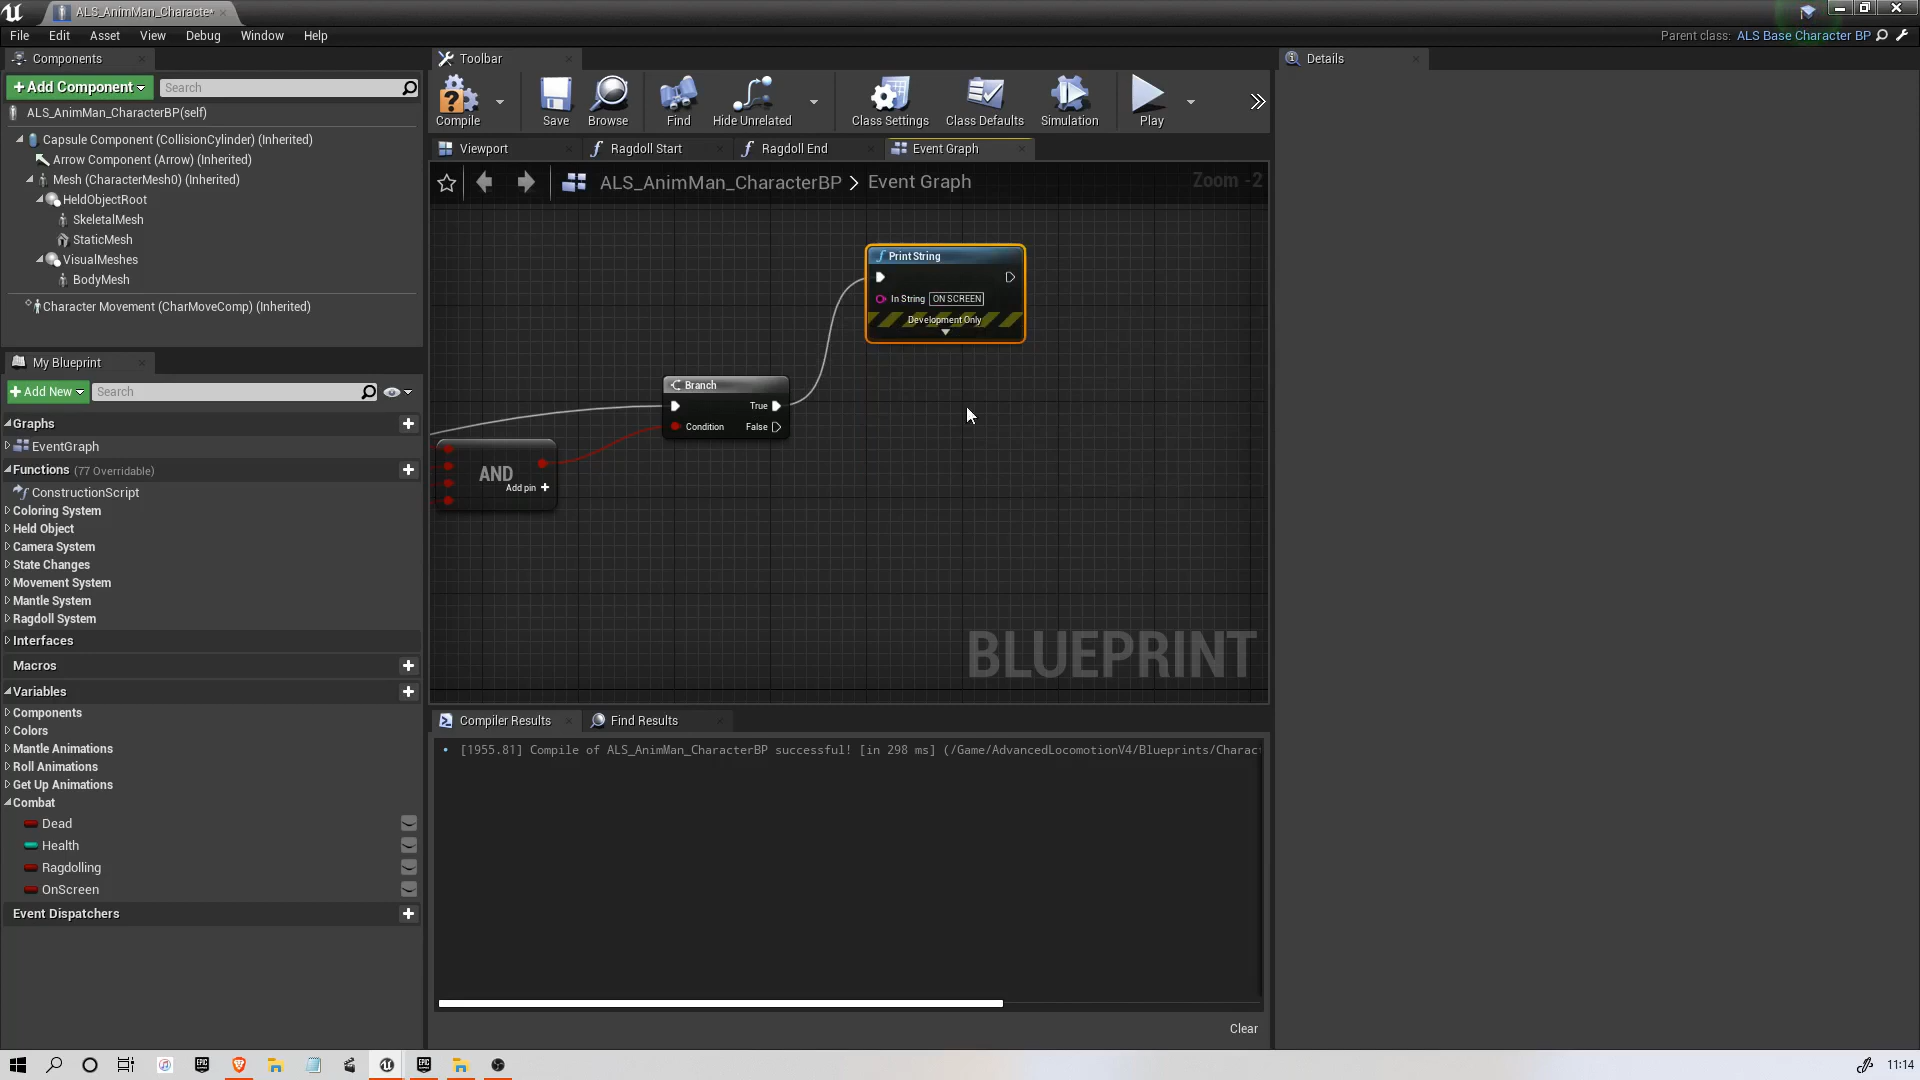 ALS_AnimMan_Character*
File Edit Asset View Debug Window Help
Parent class: ALS Base Character BP
Components
Toolbar
Details
+Add Component
Search
Compile
Save
Browse
Find
Hide Unrelated
Class Settings
Class Defaults
Simulation
Play
ALS_AnimMan_CharacterBP(self)
Capsule Component (CollisionCylinder) (Inherited)
Arrow Component (Arrow) (Inherited)
Mesh (CharacterMesh0) (Inherited)
HeldObjectRoot
SkeletalMesh
StaticMesh
VisualMeshes
BodyMesh
Character Movement (CharMoveComp) (Inherited)
Viewport
Ragdoll Start
Ragdoll End
Event Graph
ALS_AnimMan_CharacterBP > Event Graph
Zoom -2
Print String
In String ON SCREEN
Development Only
Branch
True
Condition
False
AND
Add pin +
BLUEPRINT
My Blueprint
+Add New
Search
Graphs
EventGraph
Functions (77 Overridable)
ConstructionScript
Coloring System
Held Object
Camera System
State Changes
Movement System
Mantle System
Ragdoll System
Interfaces
Macros
Variables
Components
Colors
Mantle Animations
Roll Animations
Get Up Animations
Combat
Dead
Health
Ragdolling
OnScreen
Event Dispatchers
Compiler Results
Find Results
[1955.81] Compile of ALS_AnimMan_CharacterBP successful! [in 298 ms] (/Game/AdvancedLocomotionV4/Blueprints/Charac
Clear
EPIC
EPIC
11:14